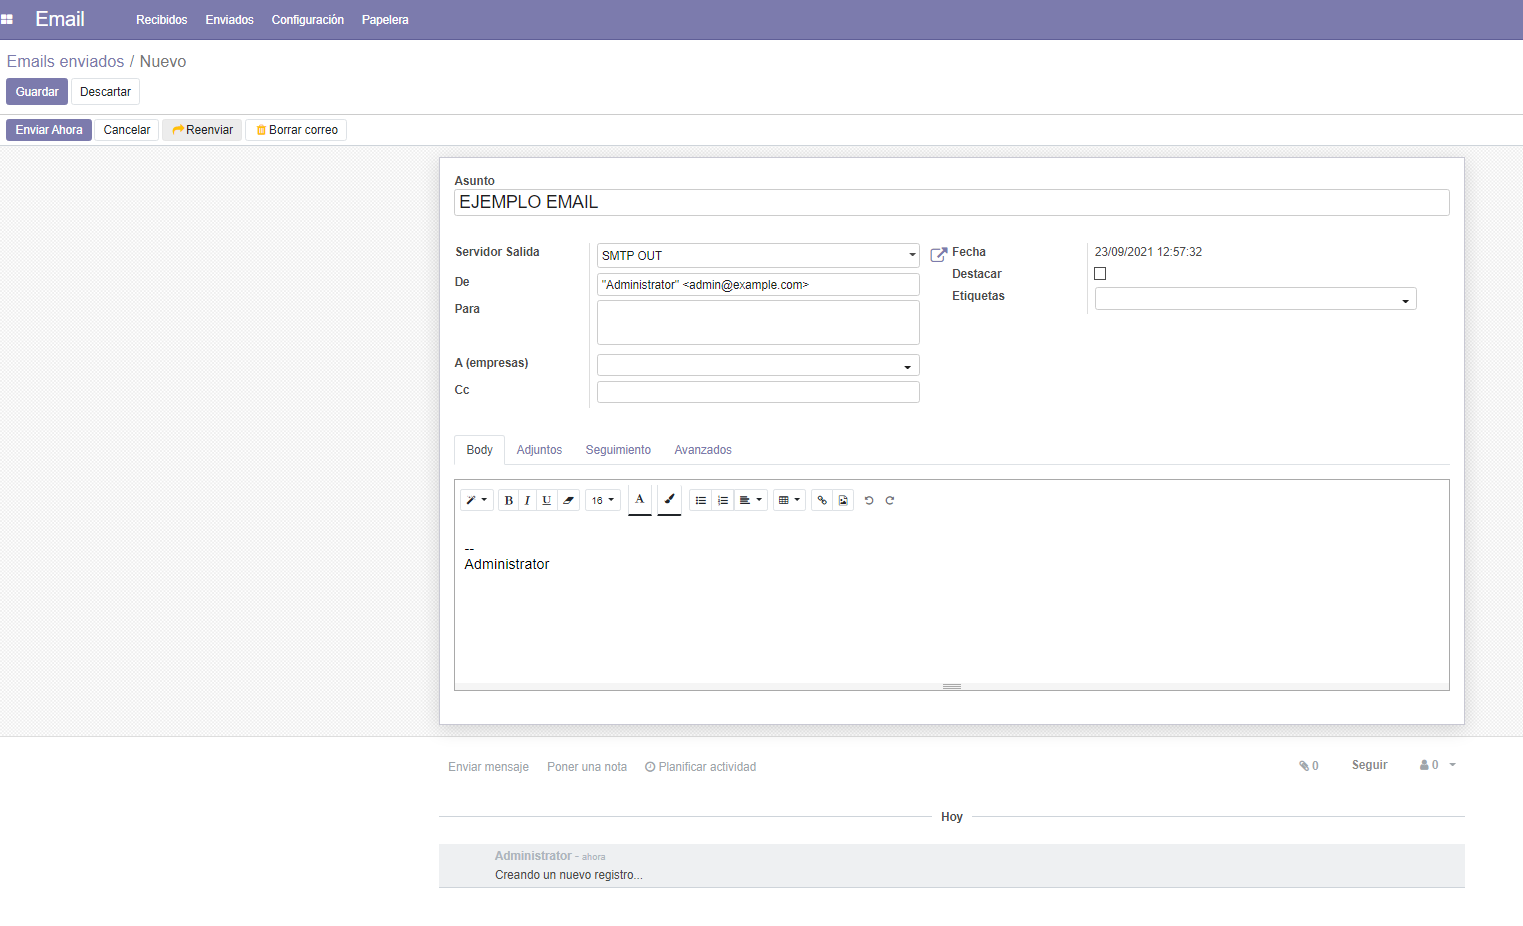 Email Recibidos Enviados Configuración Papelera
Emails enviados / Nuevo
Guardar Descartar
Enviar Ahora Cancelar Reenviar Borrar correo
Asunto
EJEMPLO EMAIL
Servidor Salida SMTP OUT
De "Administrator" <admin@example.com>
Para
A (empresas)
Cc
Fecha 23/09/2021 12:57:32
Destacar
Etiquetas
Body Adjuntos Seguimiento Avanzados
B I U 16 A
--
Administrator
Enviar mensaje Poner una nota Planificar actividad 0 Seguir 0
Hoy
Administrator - ahora
Creando un nuevo registro...